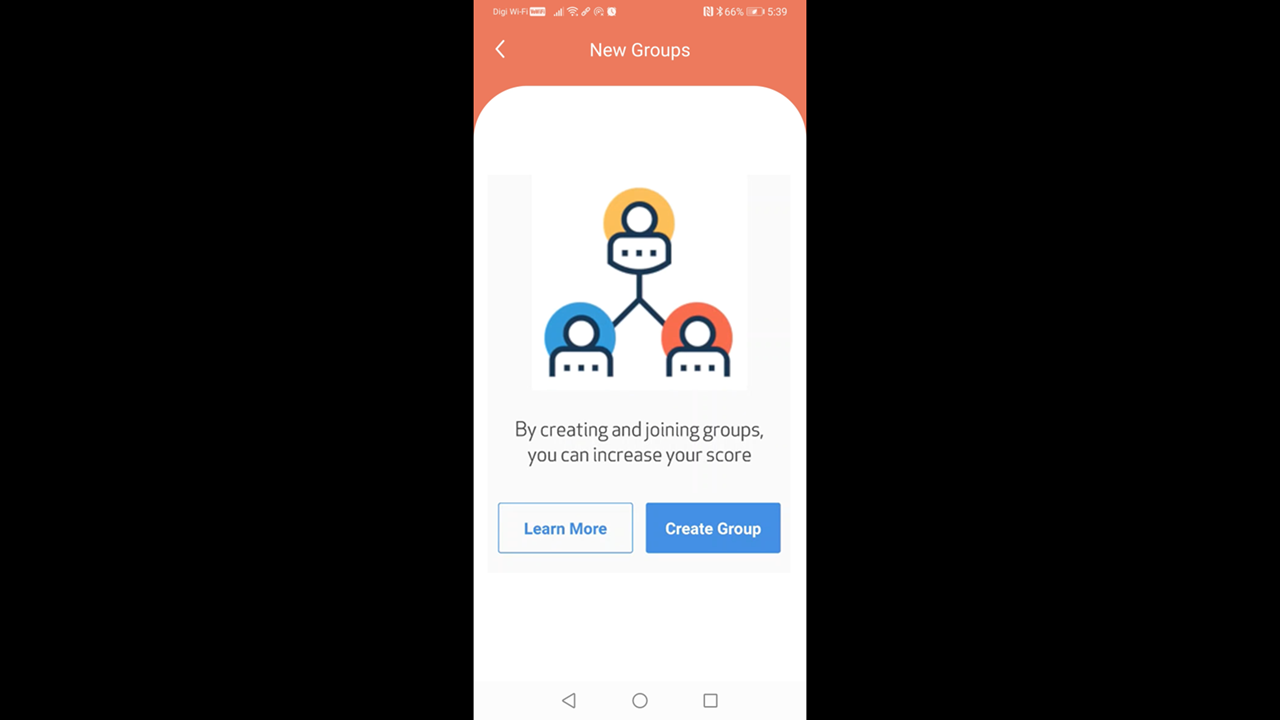 Digi Wi-Fi 66% 5:39
New Groups
By creating and joining groups,
you can increase your score
Learn More Create Group